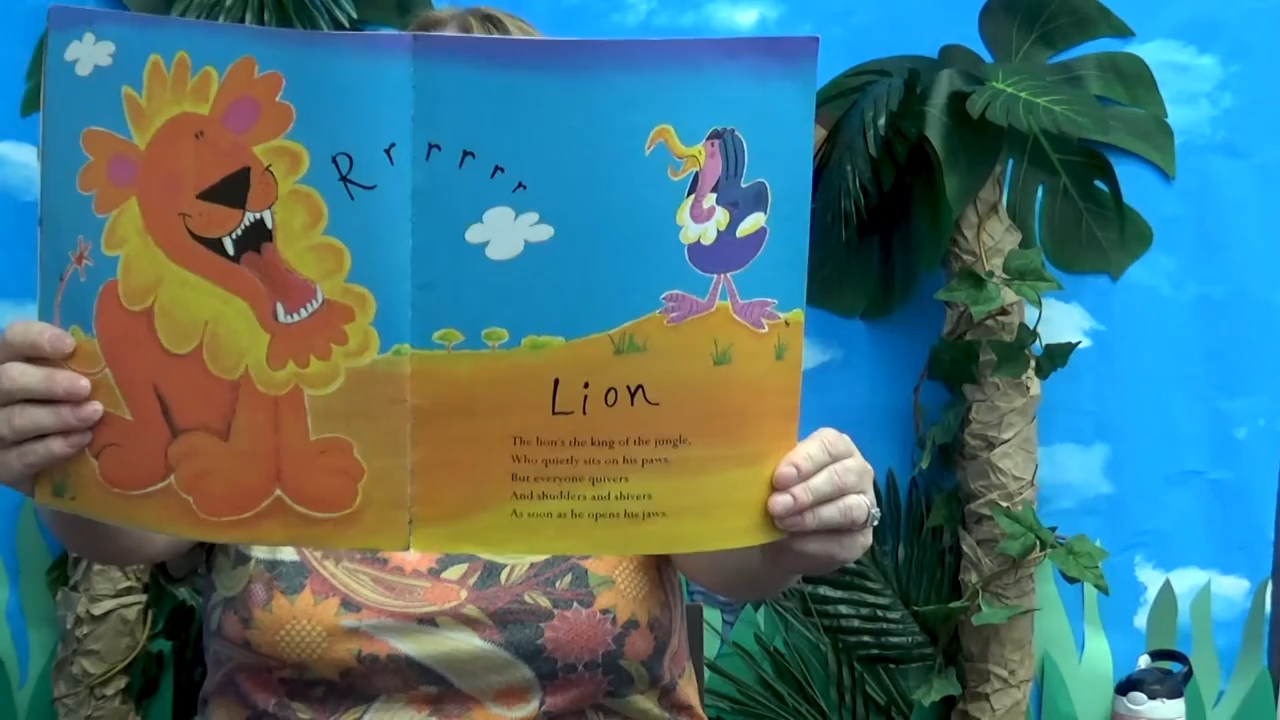 Rrrrrrr
Lion
The lion's the king of the jungle,
Who quietly sits on his paws.
But everyone quivers
And shudders and shivers
As soon as he opens his jaws.